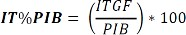 IT%PIB = (ITGF/PIB) * 100